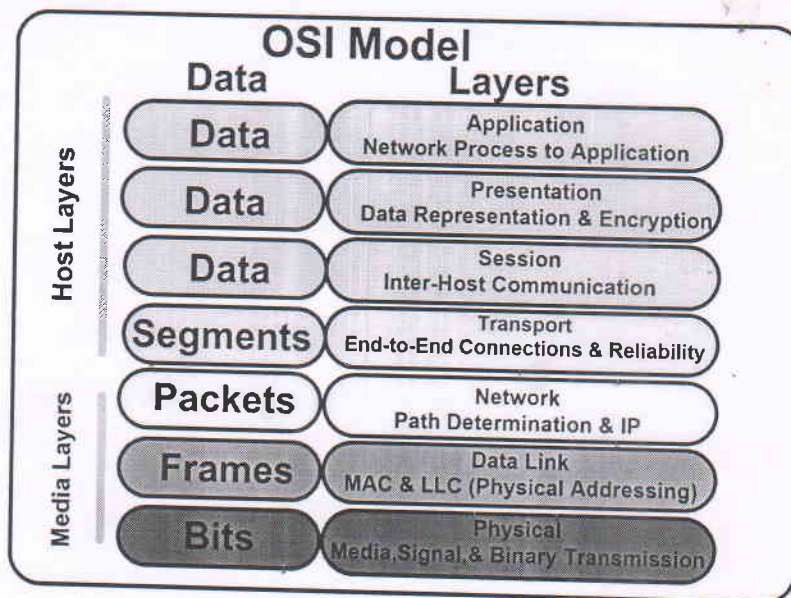 OSI Model
Data Layers
Host Layers
Data
Application
Network Process to Application
Data
Presentation
Data Representation & Encryption
Data
Session
Inter-Host Communication
Segments
Transport
End-to-End Connections & Reliability
Media Layers
Packets
Network
Path Determination & IP
Frames
Data Link
MAC & LLC (Physical Addressing)
Bits
Physical
Media,Signal,& Binary Transmission